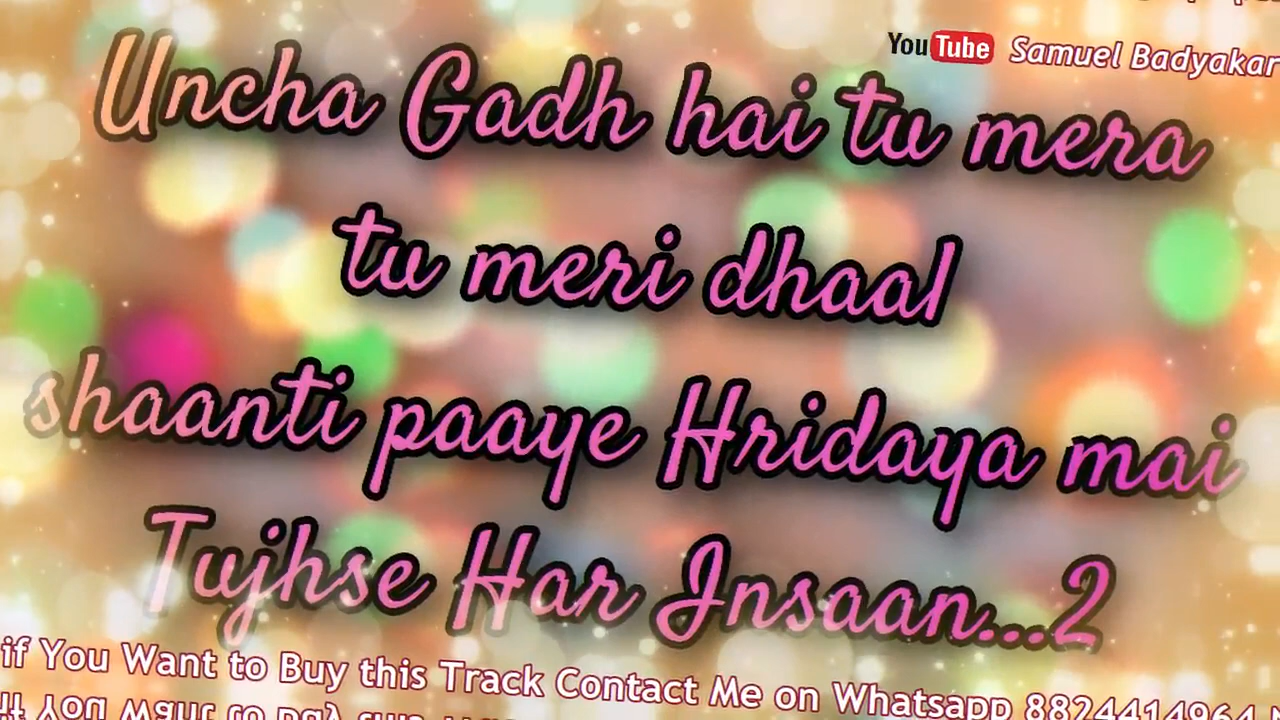 YouTube Samuel Badyakar
Uncha Gadh hai tu mera
tu meri dhaal
shaanti paaye Hridaya mai
Tujhse Har Insaan...2
if You Want to Buy this Track Contact Me on Whatsapp 8824414964